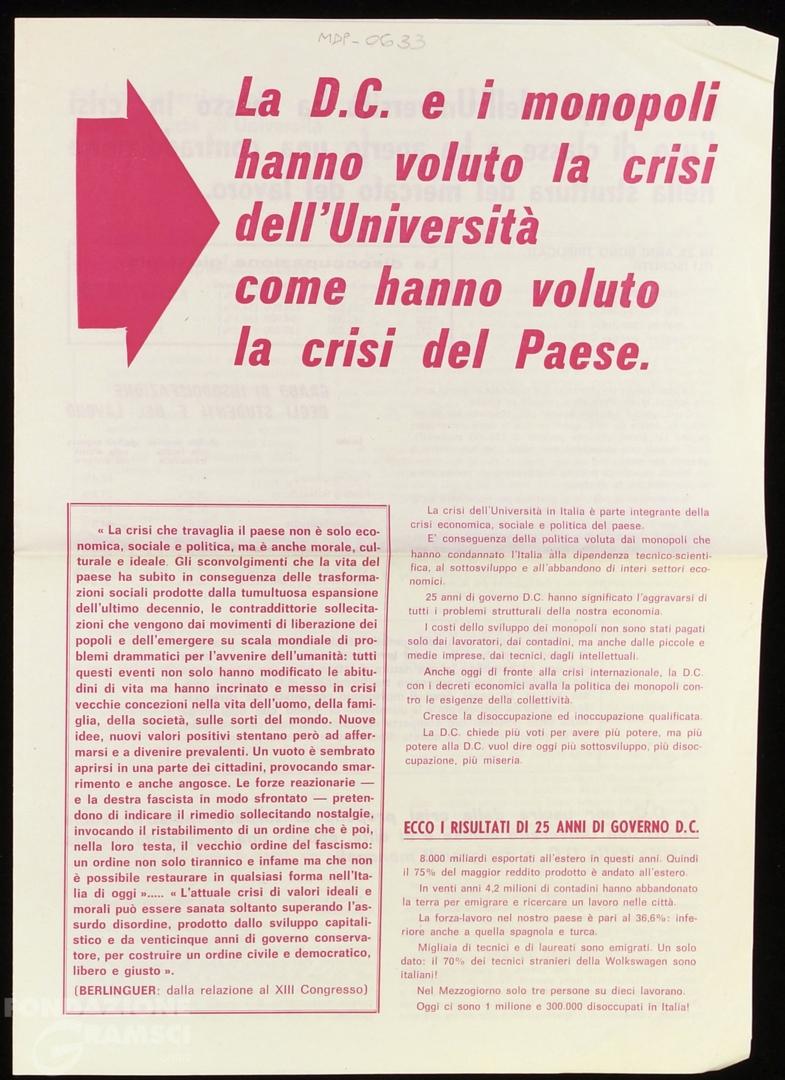 MDP-0633
La D.C. e i monopoli
hanno voluto la crisi
dell'Università
come hanno voluto
la crisi del Paese.
« La crisi che travaglia il paese non è solo eco-
nomica, sociale e politica, ma è anche morale, cul-
turale e ideale. Gli sconvolgimenti che la vita del
paese ha subìto in conseguenza delle trasforma-
zioni sociali prodotte dalla tumultuosa espansione
dell'ultimo decennio, le contraddittorie sollecita-
zioni che vengono dai movimenti di liberazione dei
popoli e dell'emergere su scala mondiale di pro-
blemi drammatici per l'avvenire dell'umanità: tutti
questi eventi non solo hanno modificato le abitu-
dini di vita ma hanno incrinato e messo in crisi
vecchie concezioni nella vita dell'uomo, della fami-
glia, della società, sulle sorti del mondo. Nuove
idee, nuovi valori positivi stentano però ad affer-
marsi e a divenire prevalenti. Un vuoto è sembrato
aprirsi in una parte dei cittadini, provocando smar-
rimento e anche angosce. Le forze reazionarie —
e la destra fascista in modo sfrontato — preten-
dono di indicare il rimedio sollecitando nostalgie,
invocando il ristabilimento di un ordine che è poi,
nella loro testa, il vecchio ordine del fascismo:
un ordine non solo tirannico e infame ma che non
è possibile restaurare in qualsiasi forma nell'Ita-
lia di oggi »..... « L'attuale crisi di valori ideali e
morali può essere sanata soltanto superando l'as-
surdo disordine, prodotto dallo sviluppo capitali-
stico e da venticinque anni di governo conserva-
tore, per costruire un ordine civile e democratico,
libero e giusto ».
(BERLINGUER: dalla relazione al XIII Congresso)
La crisi dell'Università in Italia è parte integrante della
crisi economica, sociale e politica del paese.
E' conseguenza della politica voluta dai monopoli che
hanno condannato l'Italia alla dipendenza tecnico-scienti-
fica, al sottosviluppo e all'abbandono di interi settori eco-
nomici.
25 anni di governo D.C. hanno significato l'aggravarsi di
tutti i problemi strutturali della nostra economia.
I costi dello sviluppo dei monopoli non sono stati pagati
solo dai lavoratori, dai contadini, ma anche dalle piccole e
medie imprese, dai tecnici, dagli intellettuali.
Anche oggi di fronte alla crisi internazionale, la D.C.
con i decreti economici avalla la politica dei monopoli con-
tro le esigenze della collettività.
Cresce la disoccupazione ed inoccupazione qualificata.
La D.C. chiede più voti per avere più potere, ma più
potere alla D.C. vuol dire oggi più sottosviluppo, più disoc-
cupazione, più miseria.
ECCO I RISULTATI DI 25 ANNI DI GOVERNO D.C.
8.000 miliardi esportati all'estero in questi anni. Quindi
il 75% del maggior reddito prodotto è andato all'estero.
In venti anni 4,2 milioni di contadini hanno abbandonato
la terra per emigrare e ricercare un lavoro nelle città.
La forza-lavoro nel nostro paese è pari al 36,6%: infe-
riore anche a quella spagnola e turca.
Migliaia di tecnici e di laureati sono emigrati. Un solo
dato: il 70% dei tecnici stranieri della Wolkswagen sono
italiani!
Nel Mezzogiorno solo tre persone su dieci lavorano.
Oggi ci sono 1 milione e 300.000 disoccupati in Italia!
FONDAZIONE
GRAMSCI